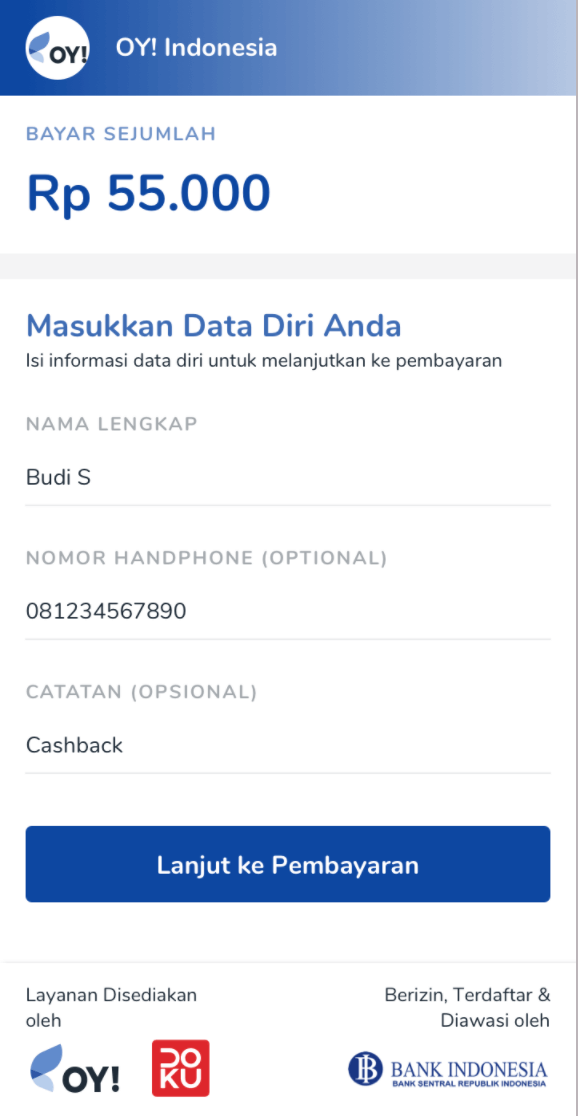 OY!
OY! Indonesia
BAYAR SEJUMLAH
Rp 55.000
Masukkan Data Diri Anda
Isi informasi data diri untuk melanjutkan ke pembayaran
NAMA LENGKAP
Budi S
NOMOR HANDPHONE (OPTIONAL)
081234567890
CATATAN (OPSIONAL)
Cashback
Lanjut ke Pembayaran
Layanan Disediakan
oleh
OY!
DOKU
Berizin, Terdaftar &
Diawasi oleh
BANK INDONESIA
BANK SENTRAL REPUBLIK INDONESIA